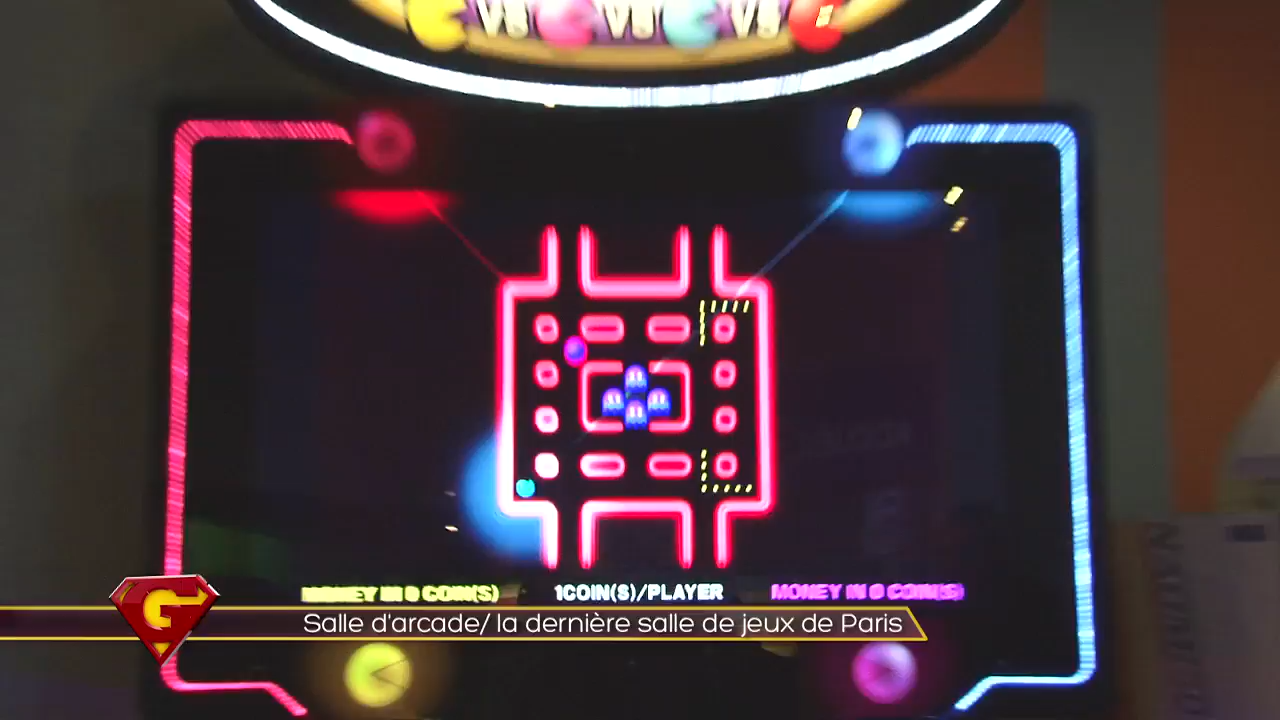 VS VS VS
MONEY IN 0 COIN(S) 1COIN(S)/PLAYER MONEY IN 0 COIN(S)
G
Salle d'arcade/ la dernière salle de jeux de Paris